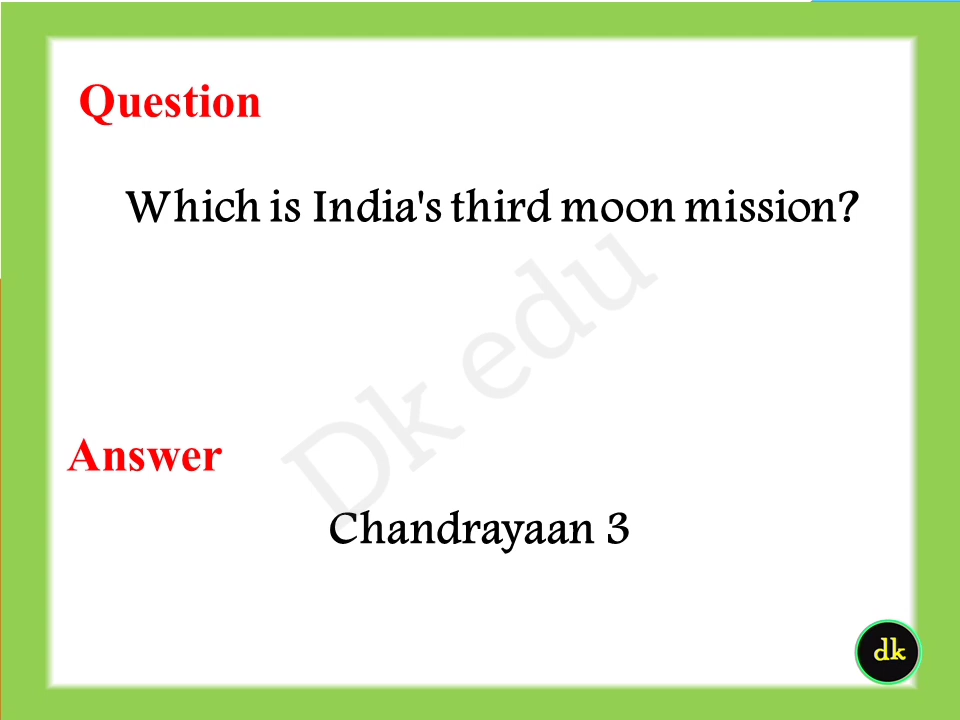 Question
Which is India's third moon mission?
Dk edu
Answer
Chandrayaan 3
dk